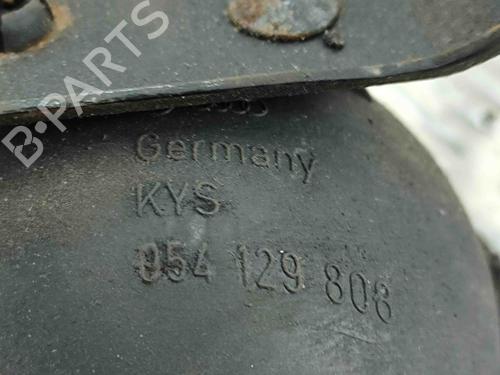 Germany
KYS
054 129 808
B-PARTS